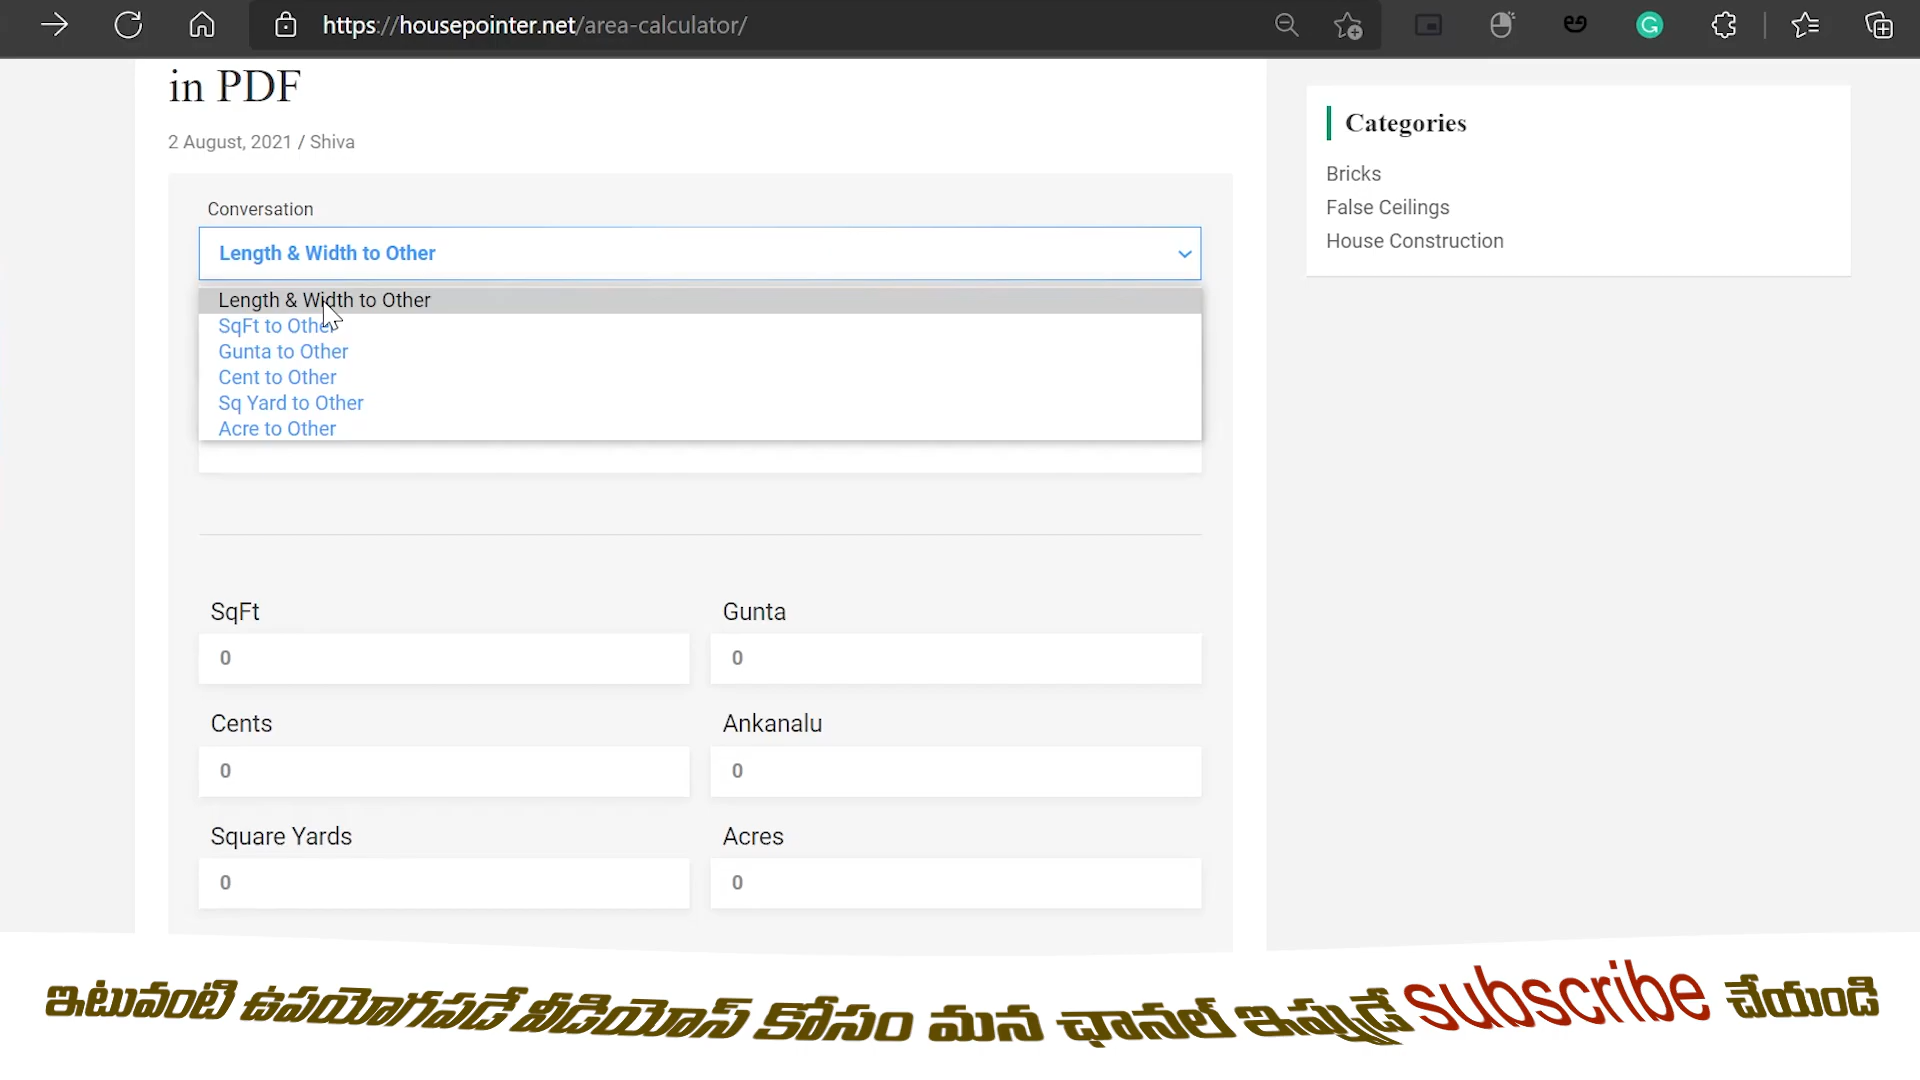 https://housepointer.net/area-calculator/
in PDF
2 August, 2021 / Shiva
Conversation
Length & Width to Other
Length & Width to Other
SqFt to Other
Gunta to Other
Cent to Other
Sq Yard to Other
Acre to Other
SqFt
Gunta
0
0
Cents
Ankanalu
0
0
Square Yards
Acres
0
0
Categories
Bricks
False Ceilings
House Construction
ఇటువంటి ఉపయోగపడే వీడియోస్ కోసం మన ఛానల్ ఇప్పుడే subscribe చేయండి